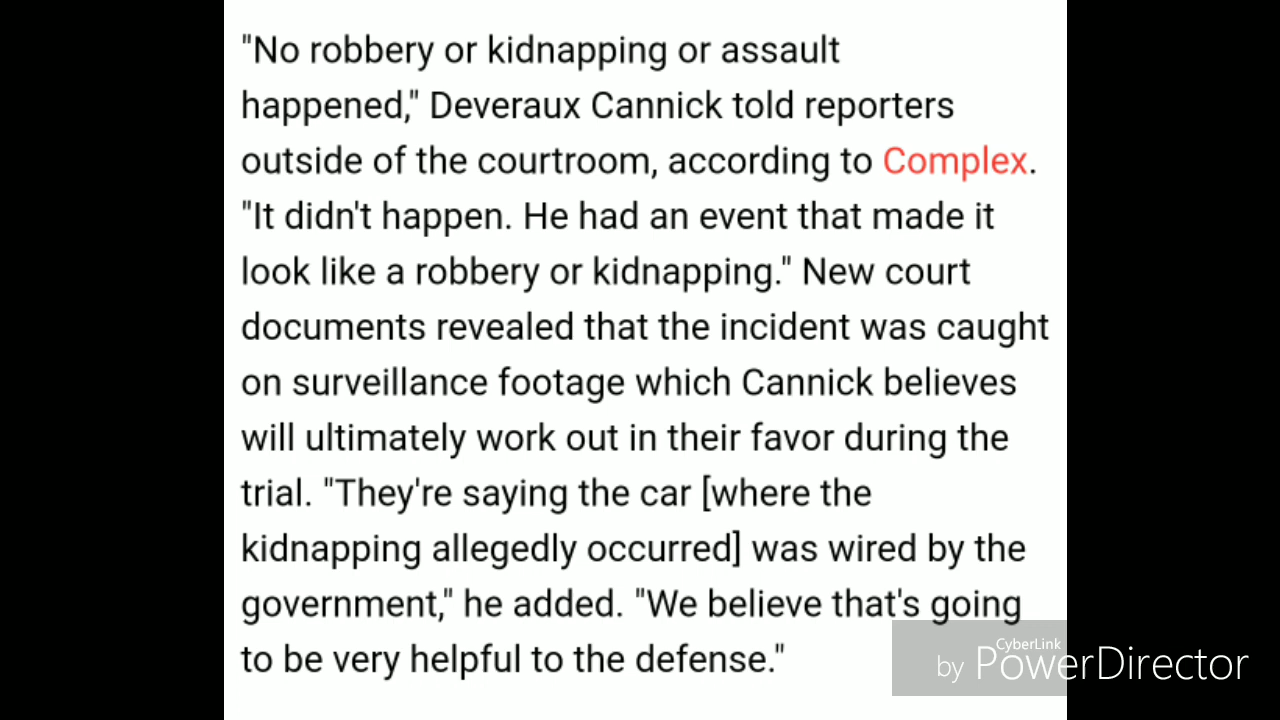 "No robbery or kidnapping or assault
happened," Deveraux Cannick told reporters
outside of the courtroom, according to Complex.
"It didn't happen. He had an event that made it
look like a robbery or kidnapping." New court
documents revealed that the incident was caught
on surveillance footage which Cannick believes
will ultimately work out in their favor during the
trial. "They're saying the car [where the
kidnapping allegedly occurred] was wired by the
government," he added. "We believe that's going
to be very helpful to the defense."
CyberLink
by PowerDirector